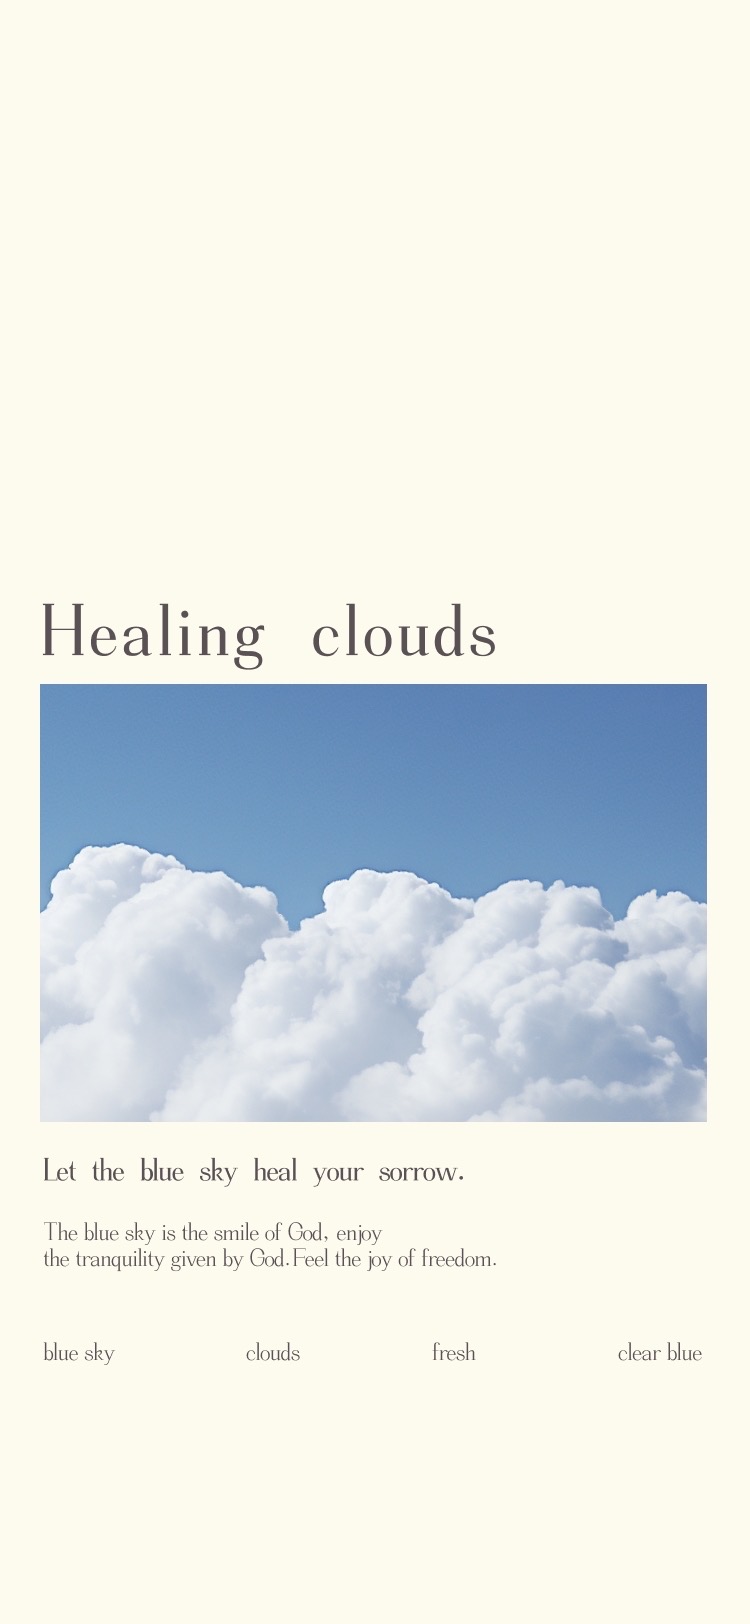 Healing clouds
Let the blue sky heal your sorrow.
The blue sky is the smile of God, enjoy
the tranquility given by God.Feel the joy of freedom.
blue sky clouds fresh clear blue